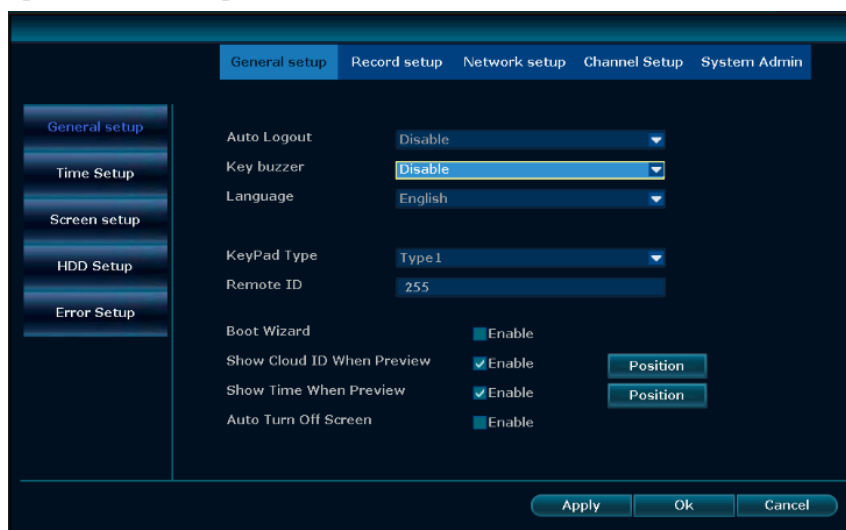 General setup Record setup Network setup Channel Setup System Admin
General setup
Time Setup
Screen setup
HDD Setup
Error Setup
Auto Logout Disable
Key buzzer Disable
Language English
KeyPad Type Type1
Remote ID 255
Boot Wizard Enable
Show Cloud ID When Preview Enable Position
Show Time When Preview Enable Position
Auto Turn Off Screen Enable
Apply Ok Cancel